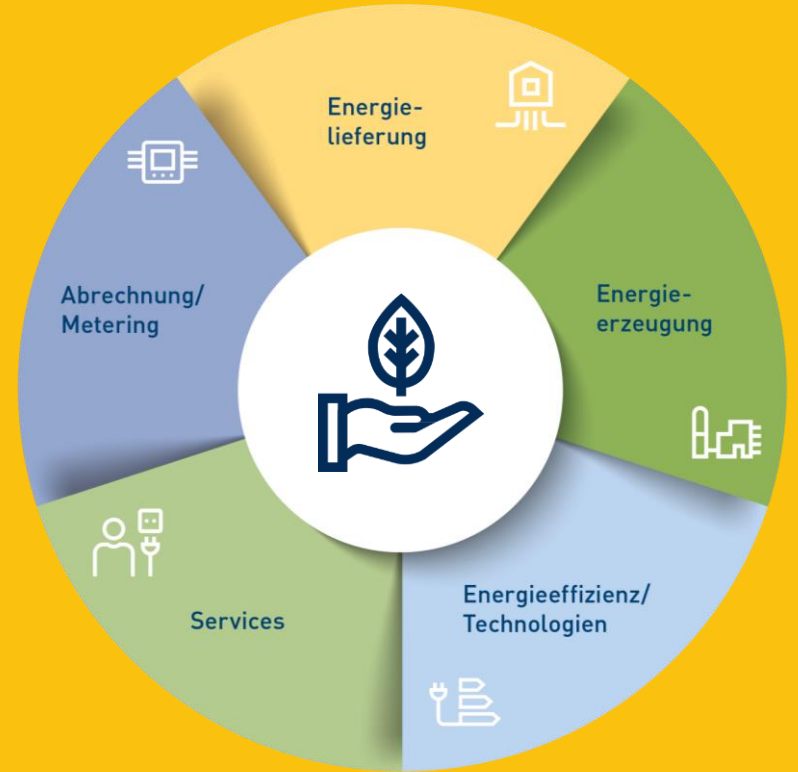 Energie-
lieferung
Energie-
erzeugung
Energieeffizienz/
Technologien
Services
Abrechnung/
Metering